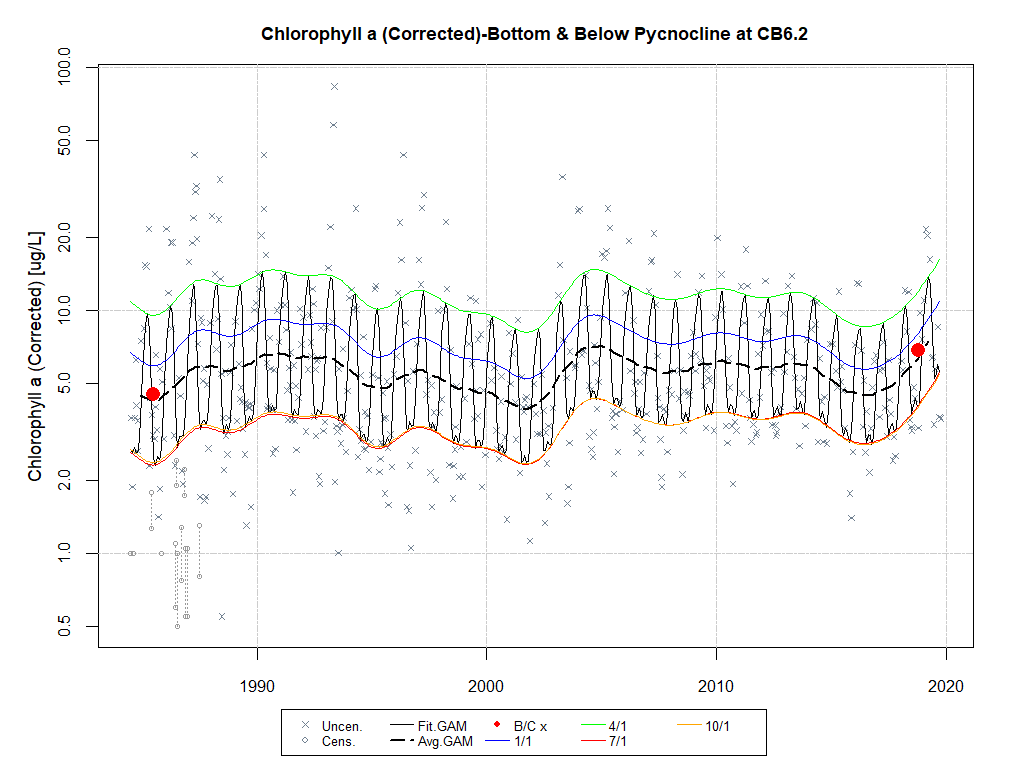 Chlorophyll a (Corrected)-Bottom & Below Pycnocline at CB6.2
Chlorophyll a (Corrected) [ug/L]
100.0
50.0
20.0
10.0
5.0
2.0
1.0
0.5
1990 2000 2010 2020
Uncen. Fit.GAM B/C x 4/1 10/1
Cens. Avg.GAM 1/1 7/1